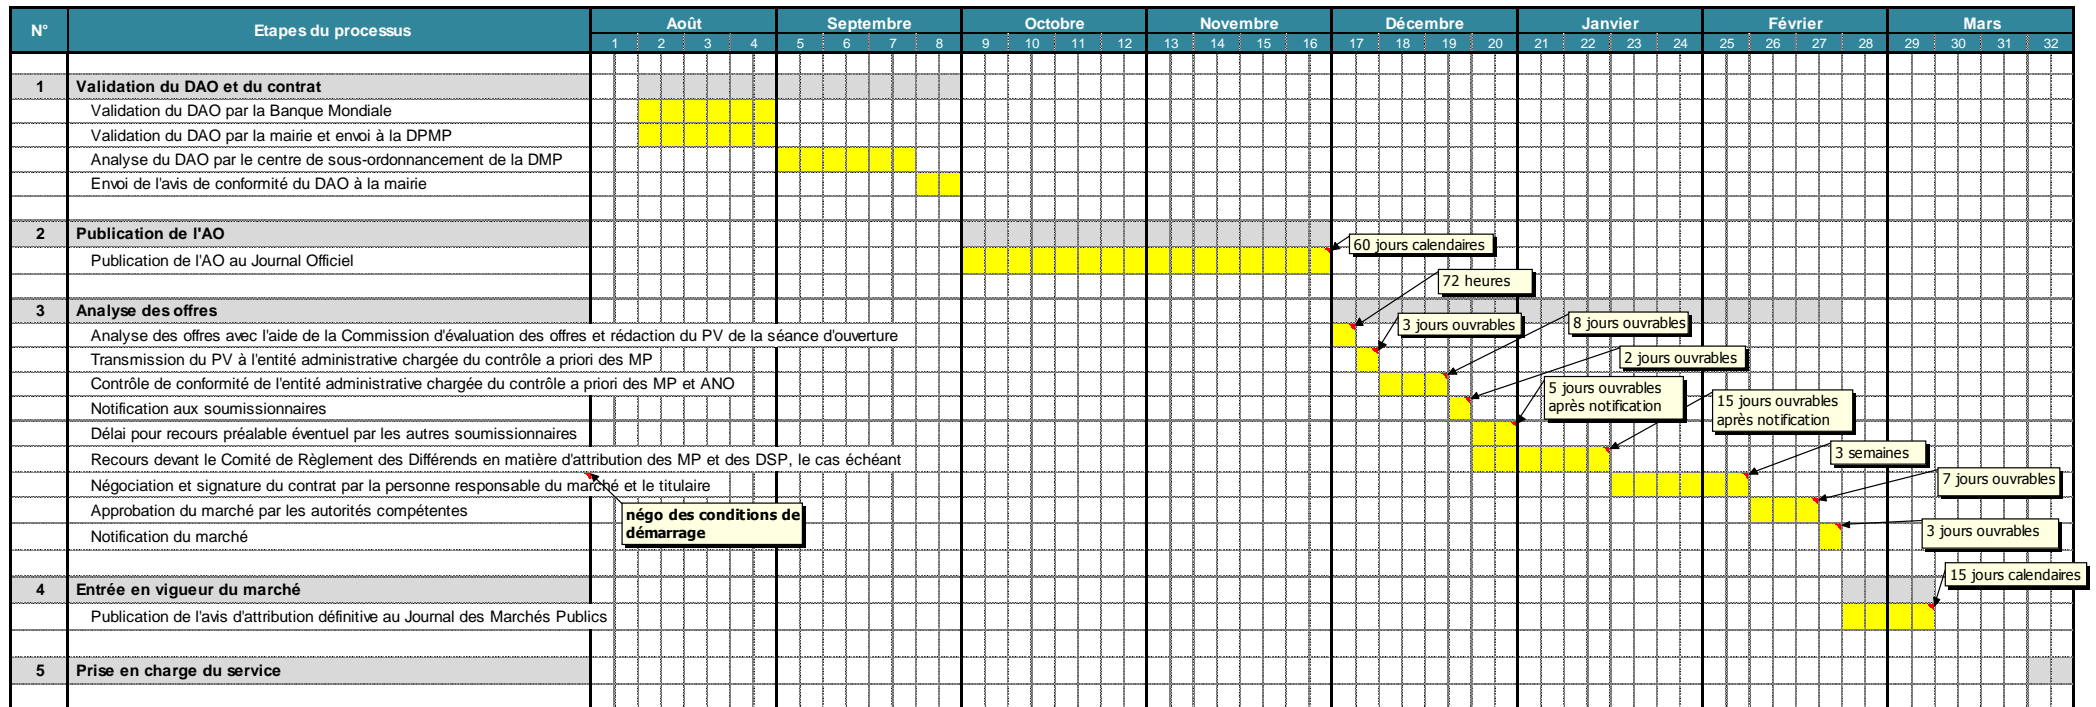 N° Etapes du processus Août Septembre Octobre Novembre Décembre Janvier Février Mars
1 2 3 4 5 6 7 8 9 10 11 12 13 14 15 16 17 18 19 20 21 22 23 24 25 26 27 28 29 30 31 32
1 Validation du DAO et du contrat
Validation du DAO par la Banque Mondiale
Validation du DAO par la mairie et envoi à la DPMP
Analyse du DAO par le centre de sous-ordonnancement de la DMP
Envoi de l'avis de conformité du DAO à la mairie
2 Publication de l'AO
60 jours calendaires
Publication de l'AO au Journal Officiel
72 heures
3 Analyse des offres
3 jours ouvrables
8 jours ouvrables
Analyse des offres avec l'aide de la Commission d'évaluation des offres et rédaction du PV de la séance d'ouverture
Transmission du PV à l'entité administrative chargée du contrôle a priori des MP
2 jours ouvrables
Contrôle de conformité de l'entité administrative chargée du contrôle a priori des MP et ANO
5 jours ouvrables
après notification
15 jours ouvrables
après notification
Notification aux soumissionnaires
Délai pour recours préalable éventuel par les autres soumissionnaires
Recours devant le Comité de Règlement des Différends en matière d'attribution des MP et des DSP, le cas échéant
3 semaines
Négociation et signature du contrat par la personne responsable du marché et le titulaire
7 jours ouvrables
Approbation du marché par les autorités compétentes
négo des conditions de
démarrage
Notification du marché
3 jours ouvrables
4 Entrée en vigueur du marché
15 jours calendaires
Publication de l'avis d'attribution définitive au Journal des Marchés Publics
5 Prise en charge du service